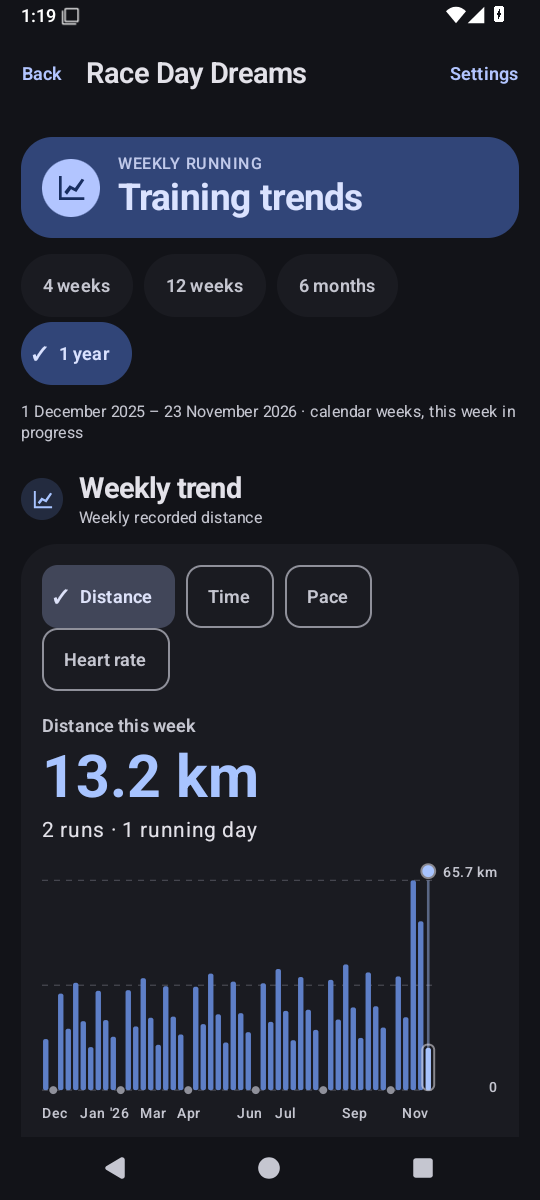 1:19
Back Race Day Dreams Settings
WEEKLY RUNNING
Training trends
4 weeks 12 weeks 6 months
✓ 1 year
1 December 2025 – 23 November 2026 · calendar weeks, this week in
progress
Weekly trend
Weekly recorded distance
✓ Distance Time Pace
Heart rate
Distance this week
13.2 km
2 runs · 1 running day
65.7 km
0
Dec Jan '26 Mar Apr Jun Jul Sep Nov